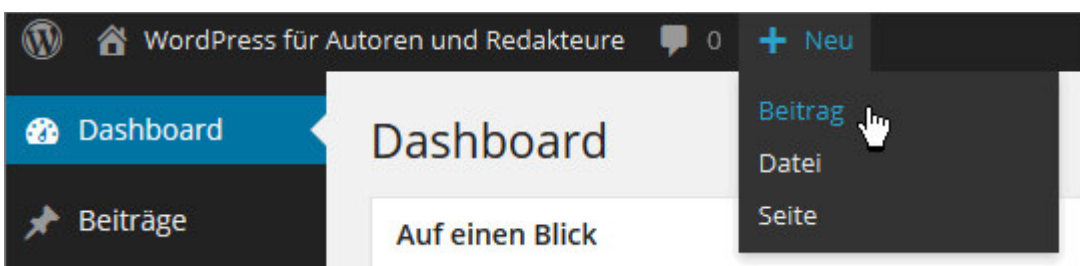 WordPress für Autoren und Redakteure 0 + Neu
Dashboard
Beiträge
Dashboard
Auf einen Blick
Beitrag
Datei
Seite